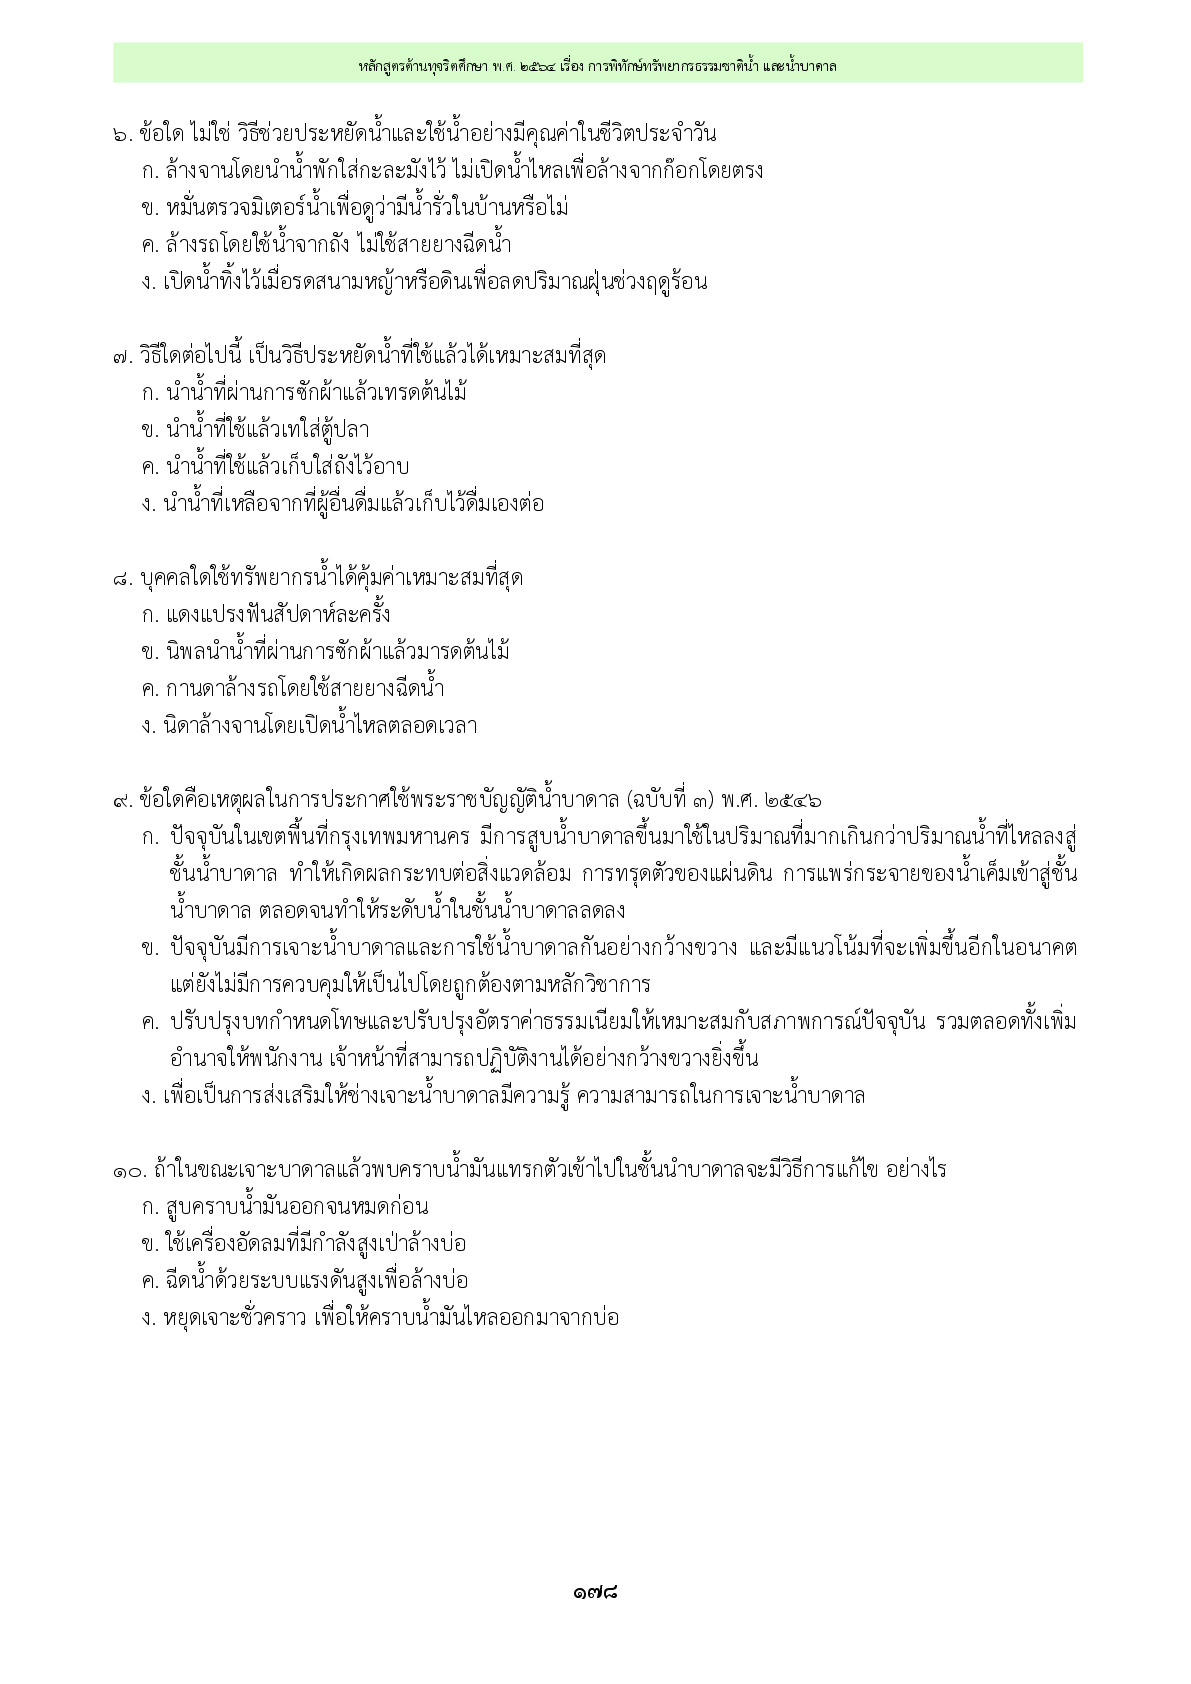 หลักสูตรต้านทุจริตศึกษา พ.ศ. ๒๕๖๔ เรื่อง การพิทักษ์ทรัพยากรธรรมชาติน้ำ และน้ำบาดาล
๖. ข้อใด ไม่ใช่ วิธีช่วยประหยัดน้ำและใช้น้ำอย่างมีคุณค่าในชีวิตประจำวัน
ก. ล้างจานโดยนำน้ำพักใส่กะละมังไว้ ไม่เปิดน้ำไหลเพื่อล้างจากก๊อกโดยตรง
ข. หมั่นตรวจมิเตอร์น้ำเพื่อดูว่ามีน้ำรั่วในบ้านหรือไม่
ค. ล้างรถโดยใช้น้ำจากถัง ไม่ใช้สายยางฉีดน้ำ
ง. เปิดน้ำทิ้งไว้เมื่อรดสนามหญ้าหรือดินเพื่อลดปริมาณฝุ่นช่วงฤดูร้อน
๗. วิธีใดต่อไปนี้ เป็นวิธีประหยัดน้ำที่ใช้แล้วได้เหมาะสมที่สุด
ก. นำน้ำที่ผ่านการซักผ้าแล้วเทรดต้นไม้
ข. นำน้ำที่ใช้แล้วเทใส่ตู้ปลา
ค. นำน้ำที่ใช้แล้วเก็บใส่ถังไว้อาบ
ง. นำน้ำที่เหลือจากที่ผู้อื่นดื่มแล้วเก็บไว้ดื่มเองต่อ
๘. บุคคลใดใช้ทรัพยากรน้ำได้คุ้มค่าเหมาะสมที่สุด
ก. แดงแปรงฟันสัปดาห์ละครั้ง
ข. นิพลนำน้ำที่ผ่านการซักผ้าแล้วมารดต้นไม้
ค. กานดาล้างรถโดยใช้สายยางฉีดน้ำ
ง. นิดาล้างจานโดยเปิดน้ำไหลตลอดเวลา
๙. ข้อใดคือเหตุผลในการประกาศใช้พระราชบัญญัติน้ำบาดาล (ฉบับที่ ๓) พ.ศ. ๒๕๔๖
ก. ปัจจุบันในเขตพื้นที่กรุงเทพมหานคร มีการสูบน้ำบาดาลขึ้นมาใช้ในปริมาณที่มากเกินกว่าปริมาณน้ำที่ไหลลงสู่
ชั้นน้ำบาดาล ทำให้เกิดผลกระทบต่อสิ่งแวดล้อม การทรุดตัวของแผ่นดิน การแพร่กระจายของน้ำเค็มเข้าสู่ชั้น
น้ำบาดาล ตลอดจนทำให้ระดับน้ำในชั้นน้ำบาดาลลดลง
ข. ปัจจุบันมีการเจาะน้ำบาดาลและการใช้น้ำบาดาลกันอย่างกว้างขวาง และมีแนวโน้มที่จะเพิ่มขึ้นอีกในอนาคต
แต่ยังไม่มีการควบคุมให้เป็นไปโดยถูกต้องตามหลักวิชาการ
ค. ปรับปรุงบทกำหนดโทษและปรับปรุงอัตราค่าธรรมเนียมให้เหมาะสมกับสภาพการณ์ปัจจุบัน รวมตลอดทั้งเพิ่ม
อำนาจให้พนักงาน เจ้าหน้าที่สามารถปฏิบัติงานได้อย่างกว้างขวางยิ่งขึ้น
ง. เพื่อเป็นการส่งเสริมให้ช่างเจาะน้ำบาดาลมีความรู้ ความสามารถในการเจาะน้ำบาดาล
๑๐. ถ้าในขณะเจาะบาดาลแล้วพบคราบน้ำมันแทรกตัวเข้าไปในชั้นนำบาดาลจะมีวิธีการแก้ไข อย่างไร
ก. สูบคราบน้ำมันออกจนหมดก่อน
ข. ใช้เครื่องอัดลมที่มีกำลังสูงเป่าล้างบ่อ
ค. ฉีดน้ำด้วยระบบแรงดันสูงเพื่อล้างบ่อ
ง. หยุดเจาะชั่วคราว เพื่อให้คราบน้ำมันไหลออกมาจากบ่อ
๑๗๘